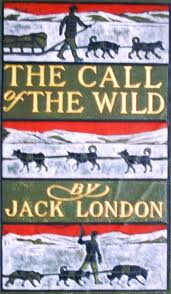 THE CALL
of THE WILD
BY
JACK LONDON